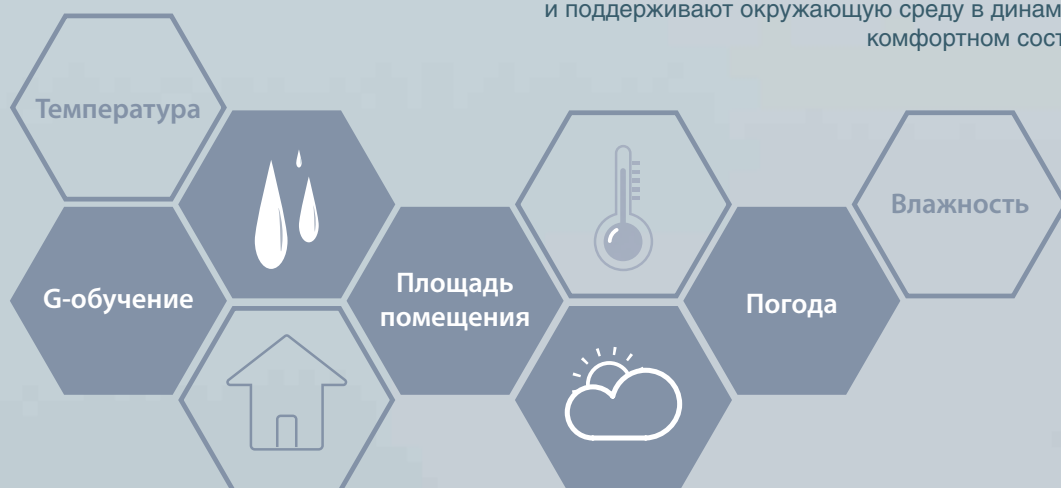 и поддерживают окружающую среду в динам
комфортном сост
Температура
Влажность
G-обучение
Площадь
помещения
Погода